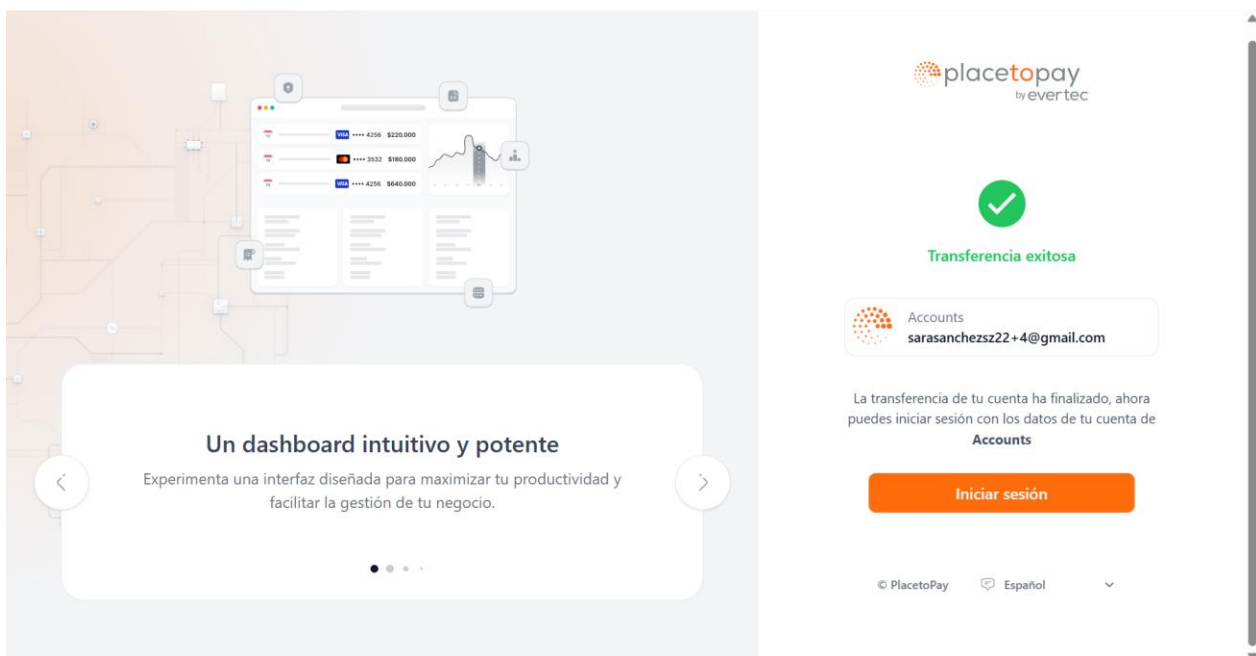 VISA •••• 4256 $220.000
•••• 3532 $180.000
VISA •••• 4256 $640.000
Un dashboard intuitivo y potente
Experimenta una interfaz diseñada para maximizar tu productividad y
facilitar la gestión de tu negocio.
placetopay
by evertec
Transferencia exitosa
Accounts
sarasanchezsz22+4@gmail.com
La transferencia de tu cuenta ha finalizado, ahora
puedes iniciar sesión con los datos de tu cuenta de
Accounts
Iniciar sesión
© PlacetoPay Español